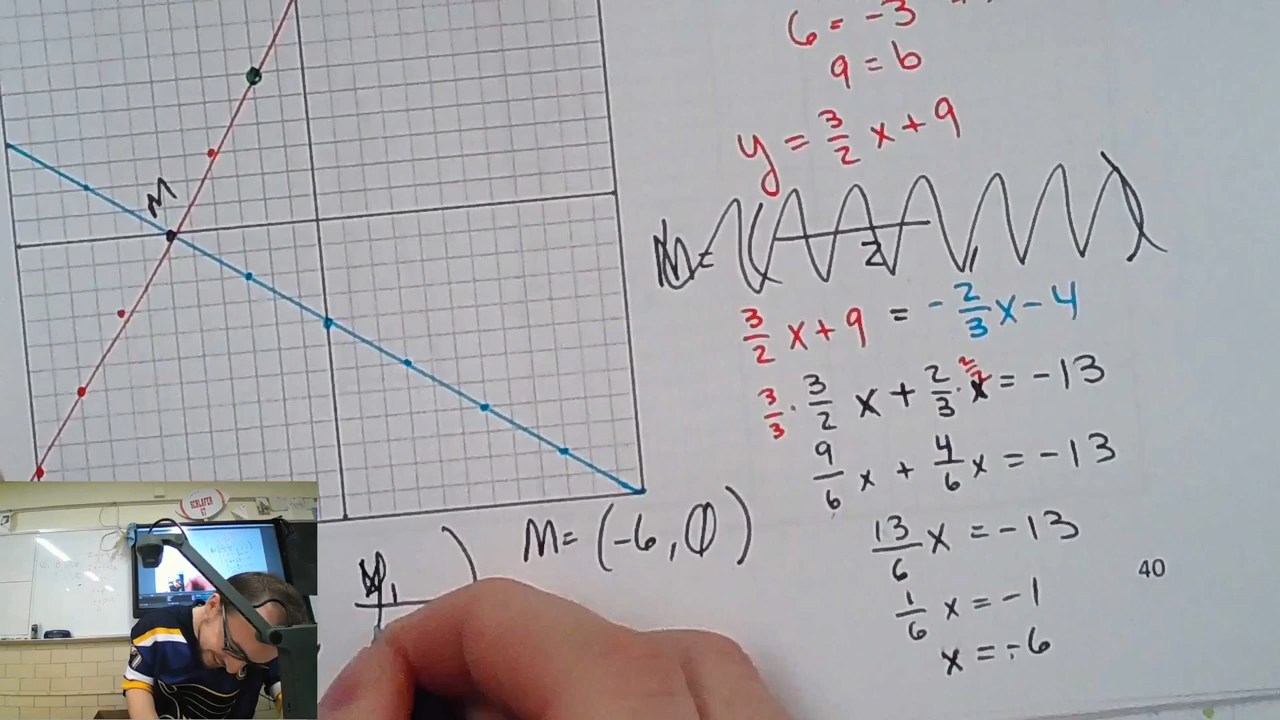 6 = -3
9 = b
y = 3/2 x + 9
M =
2
M
3/2 x + 9 = -2/3 x - 4
3/3 · 3/2 x + 2/3 · 2/2 x = -13
9/6 x + 4/6 x = -13
M = (-6, 0)
13/6 x = -13
40
1/6 x = -1
x = -6